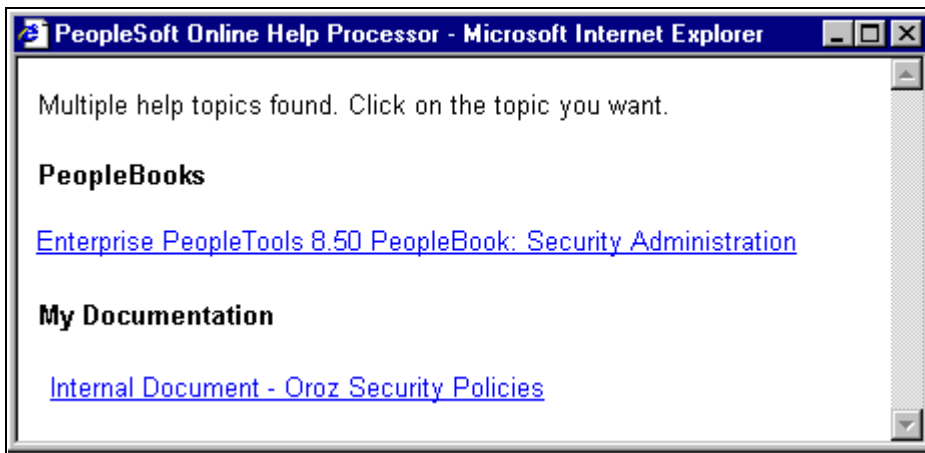 PeopleSoft Online Help Processor - Microsoft Internet Explorer
Multiple help topics found. Click on the topic you want.
PeopleBooks
Enterprise PeopleTools 8.50 PeopleBook: Security Administration
My Documentation
Internal Document - Oroz Security Policies